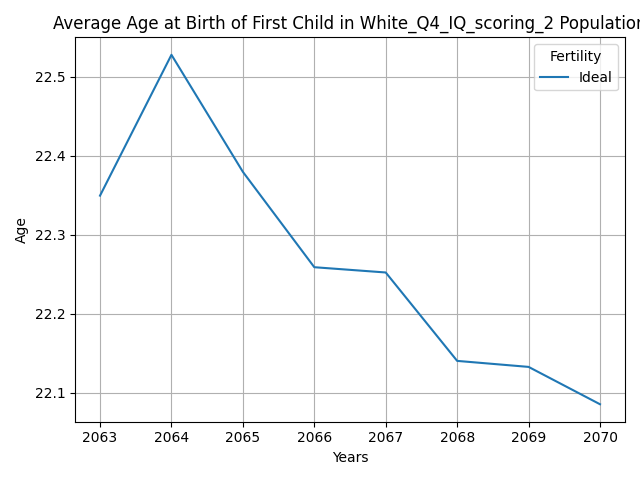 Average Age at Birth of First Child in White_Q4_IQ_scoring_2 Population
Fertility
Ideal
22.5
22.4
22.3
22.2
22.1
Age
2063 2064 2065 2066 2067 2068 2069 2070
Years